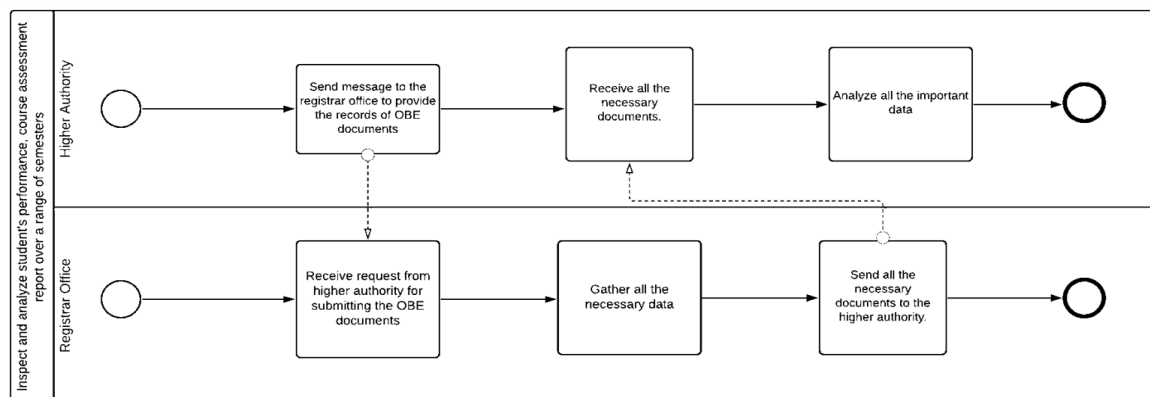 Inspect and analyze student's performance, course assessment
report over a range of semesters
Higher Authority
Send message to the
registrar office to provide
the records of OBE
documents
Receive all the
necessary
documents.
Analyze all the important
data
Registrar Office
Receive request from
higher authority for
submitting the OBE
documents
Gather all the
necessary data
Send all the
necessary
documents to the
higher authority.